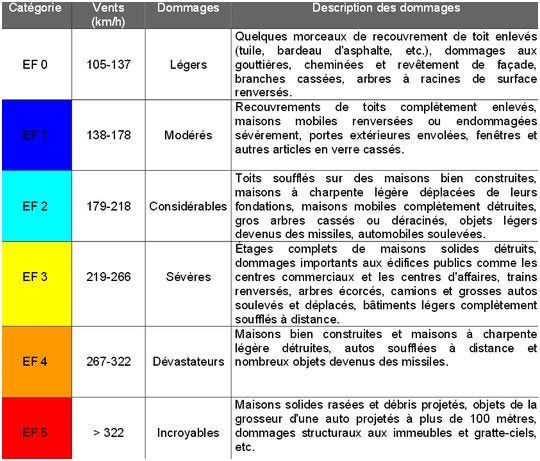 Catégorie Vents (km/h) Dommages Description des dommages
EF 0 105-137 Légers Quelques morceaux de recouvrement de toit enlevés
(tuile, bardeau d'asphalte, etc.), dommages aux
gouttières, cheminées et revêtement de façade,
branches cassées, arbres à racines de surface
renversés.
EF 1 138-178 Modérés Recouvrements de toits complètement enlevés,
maisons mobiles renversées ou endommagées
sévèrement, portes extérieures envolées, fenêtres et
autres articles en verre cassés.
EF 2 179-218 Considérables Toits soufflés sur des maisons bien construites,
maisons à charpente légère déplacées de leurs
fondations, maisons mobiles complètement détruites,
gros arbres cassés ou déracinés, objets légers
devenus des missiles, automobiles soulevées.
EF 3 219-266 Sévères Étages complets de maisons solides détruits,
dommages importants aux édifices publics comme les
centres commerciaux et les centres d'affaires, trains
renversés, arbres écorcés, camions et grosses autos
soulevés et déplacés, bâtiments légers complètement
soufflés à distance.
EF 4 267-322 Dévastateurs Maisons bien construites et maisons à charpente
légère détruites, autos soufflées à distance et
nombreux objets devenus des missiles.
EF 5 > 322 Incroyables Maisons solides rasées et débris projetés, objets de la
grosseur d'une auto projetés à plus de 100 mètres,
dommages structuraux aux immeubles et gratte-ciels,
etc.